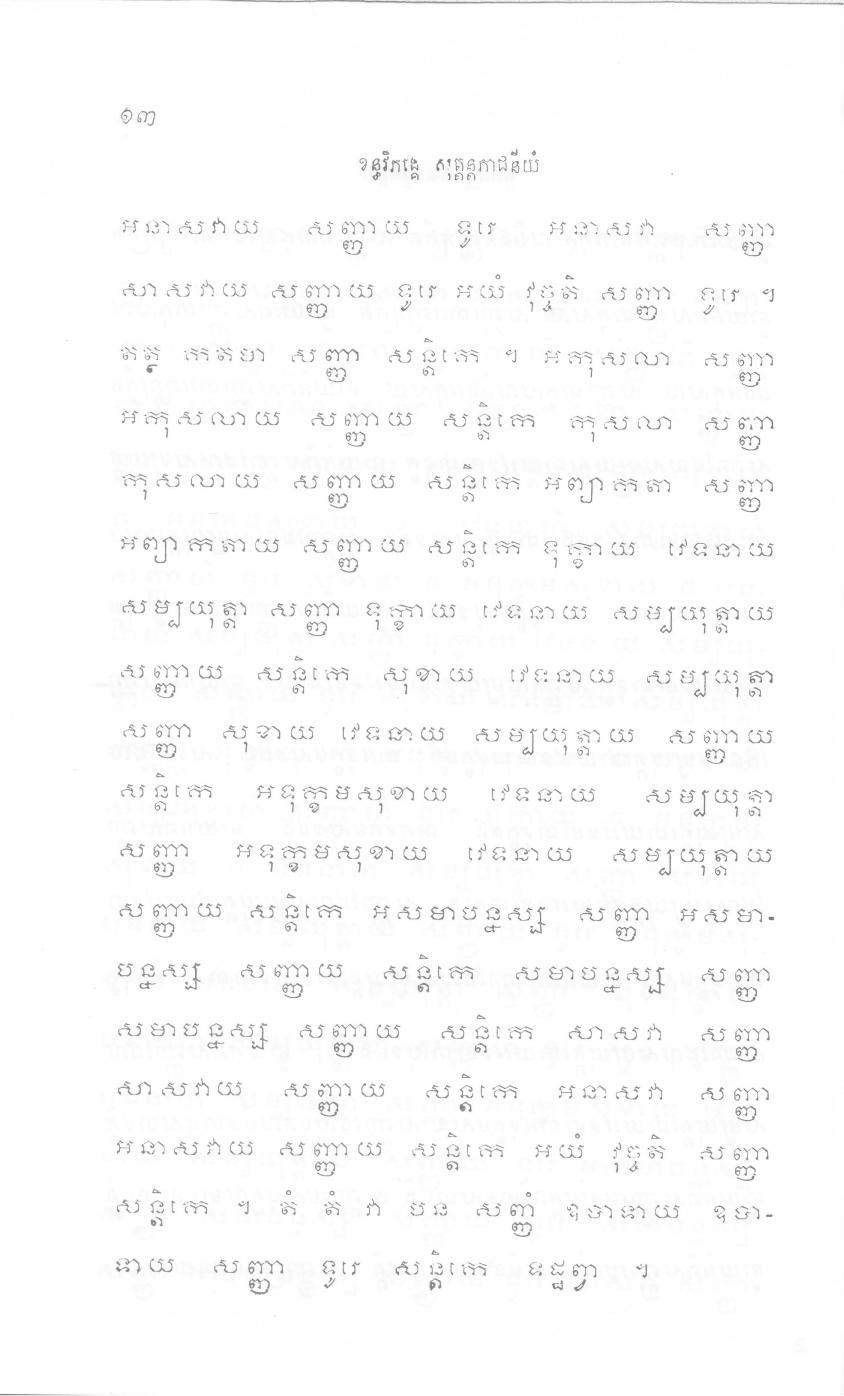 ១៣
ខន្ធវិភង្គេ សុត្តន្តភាជនីយំ
អនាសវាយ សញ្ញាយ ទូរេ អនាសវា សញ្ញា
សាសវាយ សញ្ញាយ ទូរេ អយំ វុច្ចតិ សញ្ញា ទូរេ ។
តត្ថ កតមា សញ្ញា សន្តិកេ ។ អកុសលា សញ្ញា
អកុសលាយ សញ្ញាយ សន្តិកេ កុសលា សញ្ញា
កុសលាយ សញ្ញាយ សន្តិកេ អព្យាកតា សញ្ញា
អព្យាកតាយ សញ្ញាយ សន្តិកេ ទុក្ខាយ វេទនាយ
សម្បយុត្តា សញ្ញា ទុក្ខាយ វេទនាយ សម្បយុត្តាយ
សញ្ញាយ សន្តិកេ សុខាយ វេទនាយ សម្បយុត្តា
សញ្ញា សុខាយ វេទនាយ សម្បយុត្តាយ សញ្ញាយ
សន្តិកេ អទុក្ខមសុខាយ វេទនាយ សម្បយុត្តា
សញ្ញា អទុក្ខមសុខាយ វេទនាយ សម្បយុត្តាយ
សញ្ញាយ សន្តិកេ អសមាបន្នស្ស សញ្ញា អសមា-
បន្នស្ស សញ្ញាយ សន្តិកេ សមាបន្នស្ស សញ្ញា
សមាបន្នស្ស សញ្ញាយ សន្តិកេ សាសវា សញ្ញា
សាសវាយ សញ្ញាយ សន្តិកេ អនាសវា សញ្ញា
អនាសវាយ សញ្ញាយ សន្តិកេ អយំ វុច្ចតិ សញ្ញា
សន្តិកេ ។ តំ តំ វា បន សញ្ញំ ឧបាទាយ ឧបា-
ទាយ សញ្ញា ទូរេ សន្តិកេ ទដ្ឋព្វា ។